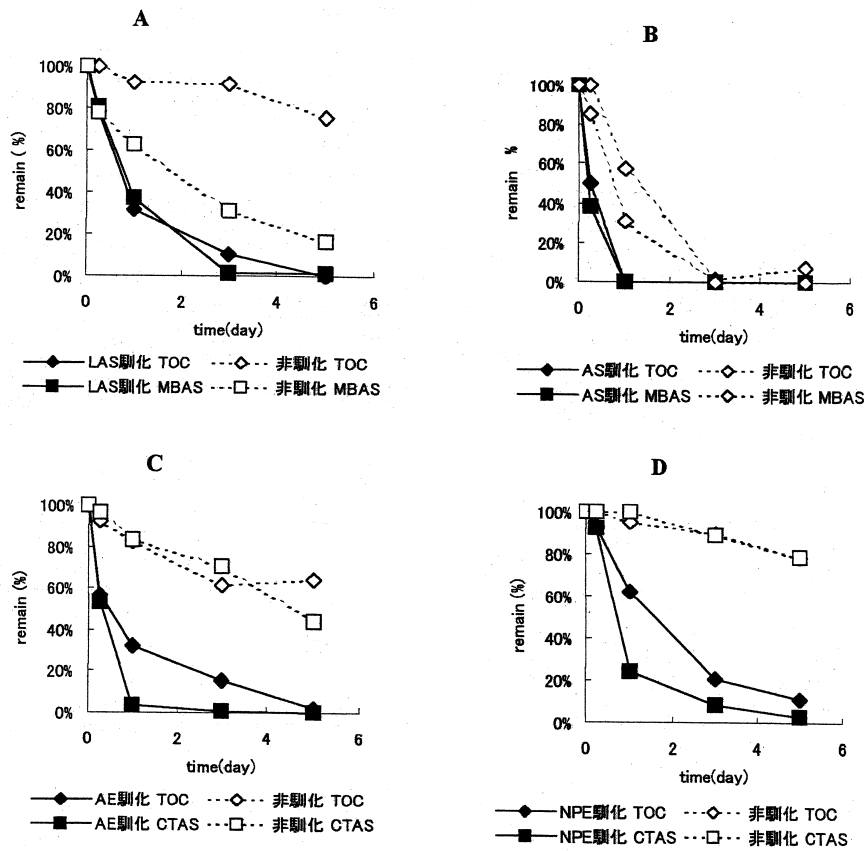 A
100%
80%
60%
40%
20%
0%
remain (%)
0 2 4 6
time(day)
LAS馴化 TOC 非馴化 TOC
LAS馴化 MBAS 非馴化 MBAS
B
100%
80%
60%
40%
20%
0%
remain %
0 2 4 6
time(day)
AS馴化 TOC 非馴化 TOC
AS馴化 MBAS 非馴化 MBAS
C
100%
80%
60%
40%
20%
0%
remain (%)
0 2 4 6
time(day)
AE馴化 TOC 非馴化 TOC
AE馴化 CTAS 非馴化 CTAS
D
100%
80%
60%
40%
20%
0%
remain (%)
0 2 4 6
time(day)
NPE馴化 TOC 非馴化 TOC
NPE馴化 CTAS 非馴化 CTAS